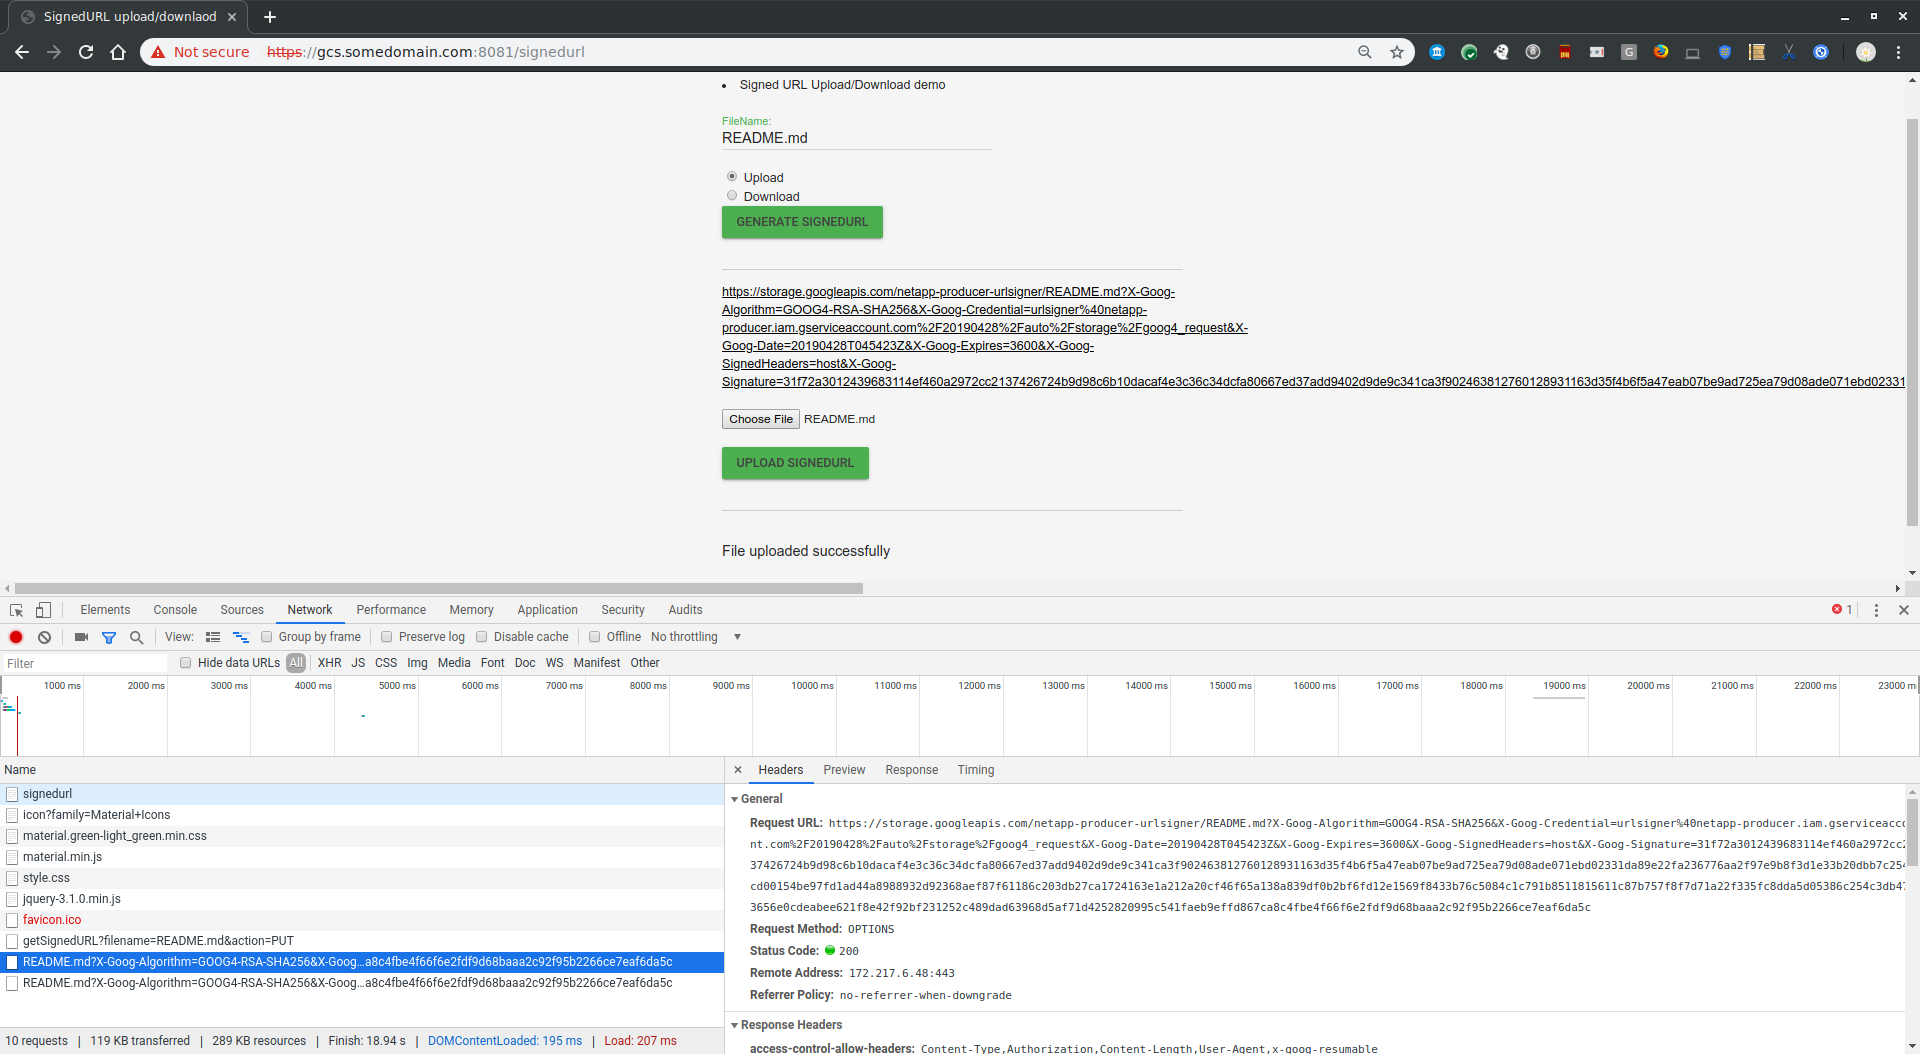 SignedURL upload/downlaod
Not secure
https://gcs.somedomain.com:8081/signedurl
Signed URL Upload/Download demo
FileName:
README.md
Upload
Download
GENERATE SIGNEDURL
https://storage.googleapis.com/netapp-producer-urlsigner/README.md?X-Goog-
Algorithm=GOOG4-RSA-SHA256&X-Goog-Credential=urlsigner%40netapp-
producer.iam.gserviceaccount.com%2F20190428%2Fauto%2Fstorage%2Fgoog4_request&X-
Goog-Date=20190428T045423Z&X-Goog-Expires=3600&X-Goog-
SignedHeaders=host&X-Goog-
Signature=31f72a3012439683114ef460a2972cc2137426724b9d98c6b10dacaf4e3c36c34dcfa80667ed37add9402d9de9c341ca3f902463812760128931163d35f4b6f5a47eab07be9ad725ea79d08ade071ebd02331
Choose File README.md
UPLOAD SIGNEDURL
File uploaded successfully
Elements Console Sources Network Performance Memory Application Security Audits 1
View: Group by frame Preserve log Disable cache Offline No throttling
Filter Hide data URLs All XHR JS CSS Img Media Font Doc WS Manifest Other
1000 ms 2000 ms 3000 ms 4000 ms 5000 ms 6000 ms 7000 ms 8000 ms 9000 ms 10000 ms 11000 ms 12000 ms 13000 ms 14000 ms 15000 ms 16000 ms 17000 ms 18000 ms 19000 ms 20000 ms 21000 ms 22000 ms 23000 m
Name
signedurl
icon?family=Material+Icons
material.green-light_green.min.css
material.min.js
style.css
jquery-3.1.0.min.js
favicon.ico
getSignedURL?filename=README.md&action=PUT
README.md?X-Goog-Algorithm=GOOG4-RSA-SHA256&X-Goog…a8c4fbe4f66f6e2fdf9d68baaa2c92f95b2266ce7eaf6da5c
README.md?X-Goog-Algorithm=GOOG4-RSA-SHA256&X-Goog…a8c4fbe4f66f6e2fdf9d68baaa2c92f95b2266ce7eaf6da5c
10 requests | 119 KB transferred | 289 KB resources | Finish: 18.94 s | DOMContentLoaded: 195 ms | Load: 207 ms
Headers Preview Response Timing
General
Request URL: https://storage.googleapis.com/netapp-producer-urlsigner/README.md?X-Goog-Algorithm=GOOG4-RSA-SHA256&X-Goog-Credential=urlsigner%40netapp-producer.iam.gserviceacco
nt.com%2F20190428%2Fauto%2Fstorage%2Fgoog4_request&X-Goog-Date=20190428T045423Z&X-Goog-Expires=3600&X-Goog-SignedHeaders=host&X-Goog-Signature=31f72a3012439683114ef460a2972cc2
37426724b9d98c6b10dacaf4e3c36c34dcfa80667ed37add9402d9de9c341ca3f902463812760128931163d35f4b6f5a47eab07be9ad725ea79d08ade071ebd02331da89e22fa236776aa2f97e9b8f3d1e33b20dbb7c254
cd00154be97fd1ad44a8988932d92368aef87f61186c203db27ca1724163e1a212a20cf46f65a138a839df0b2bf6fd12e1569f8433b76c5084c1c791b8511815611c87b757f8f7d71a22f335fc8dda5d05386c254c3db47
3656e0cdeabee621f8e42f92bf231252c489dad63968d5af71d4252820995c541faeb9effd867ca8c4fbe4f66f6e2fdf9d68baaa2c92f95b2266ce7eaf6da5c
Request Method: OPTIONS
Status Code: 200
Remote Address: 172.217.6.48:443
Referrer Policy: no-referrer-when-downgrade
Response Headers
access-control-allow-headers: Content-Type,Authorization,Content-Length,User-Agent,x-goog-resumable